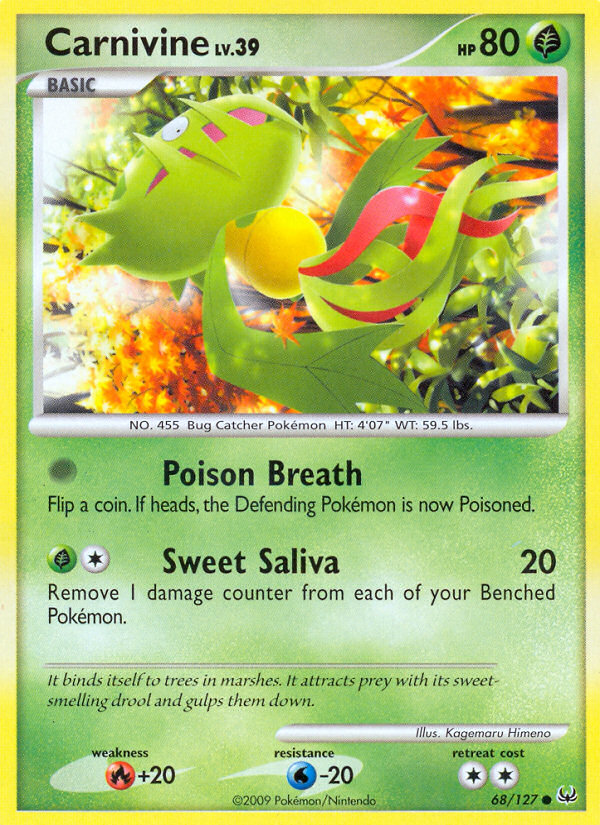 Carnivine LV.39 HP 80
BASIC
NO. 455 Bug Catcher Pokémon HT: 4'07" WT: 59.5 lbs.
Poison Breath
Flip a coin. If heads, the Defending Pokémon is now Poisoned.
Sweet Saliva 20
Remove 1 damage counter from each of your Benched
Pokémon.
It binds itself to trees in marshes. It attracts prey with its sweet-
smelling drool and gulps them down.
Illus. Kagemaru Himeno
weakness resistance retreat cost
+20 -20
©2009 Pokémon/Nintendo 68/127